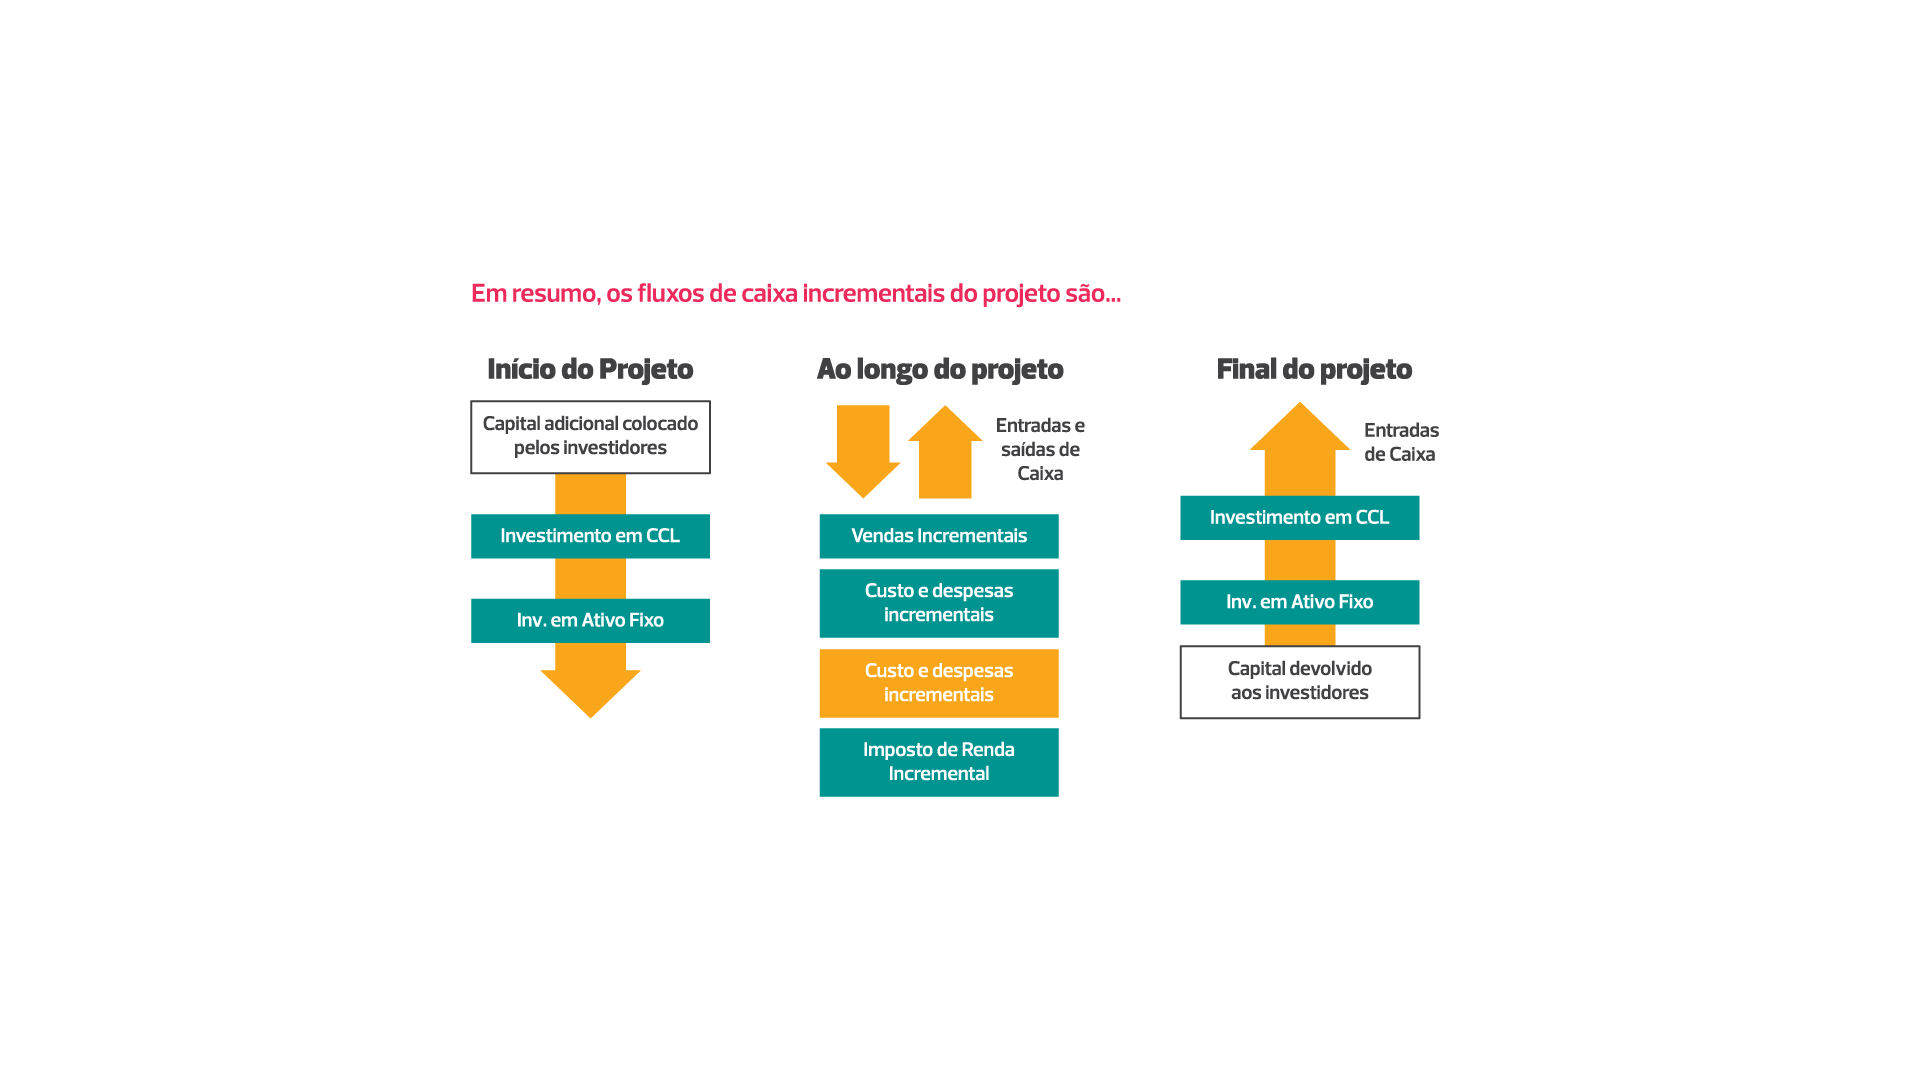 Em resumo, os fluxos de caixa incrementais do projeto são...
Início do Projeto
Capital adicional colocado
pelos investidores
Investimento em CCL
Inv. em Ativo Fixo
Ao longo do projeto
Entradas e
saídas de
Caixa
Vendas Incrementais
Custo e despesas
incrementais
Custo e despesas
incrementais
Imposto de Renda
Incremental
Final do projeto
Entradas
de Caixa
Investimento em CCL
Inv. em Ativo Fixo
Capital devolvido
aos investidores